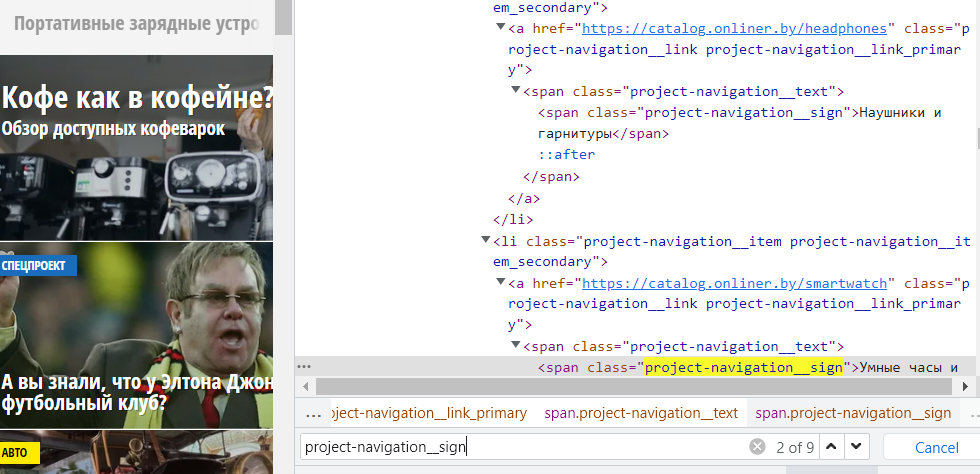 Портативные зарядные устро
Кофе как в кофейне?
Обзор доступных кофеварок
СПЕЦПРОЕКТ
А вы знали, что у Элтона Джон
футбольный клуб?
АВТО
em_secondary">
<a href="https://catalog.onliner.by/headphones" class="p
roject-navigation__link project-navigation__link_primar
y">
<span class="project-navigation__text">
<span class="project-navigation__sign">Наушники и
гарнитуры</span>
::after
</span>
</a>
</li>
<li class="project-navigation__item project-navigation__it
em_secondary">
<a href="https://catalog.onliner.by/smartwatch" class="p
roject-navigation__link project-navigation__link_primar
y">
<span class="project-navigation__text">
<span class="project-navigation__sign">Умные часы и
... oject-navigation__link_primary span.project-navigation__text span.project-navigation__sign ...
project-navigation__sign 2 of 9 Cancel